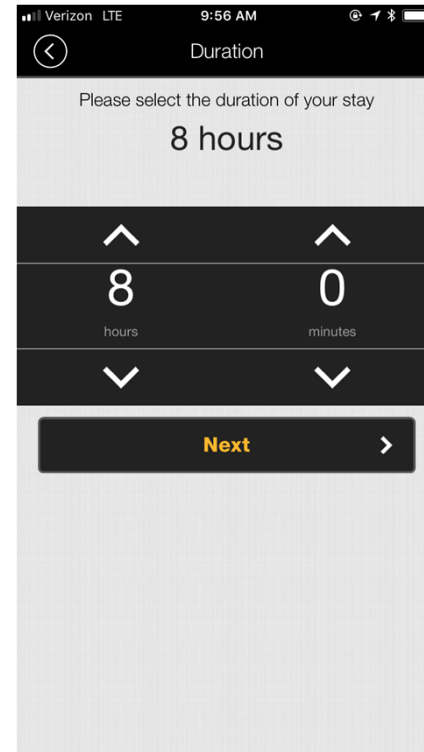 Verizon LTE 9:56 AM
Duration
Please select the duration of your stay
8 hours
8 0
hours minutes
Next